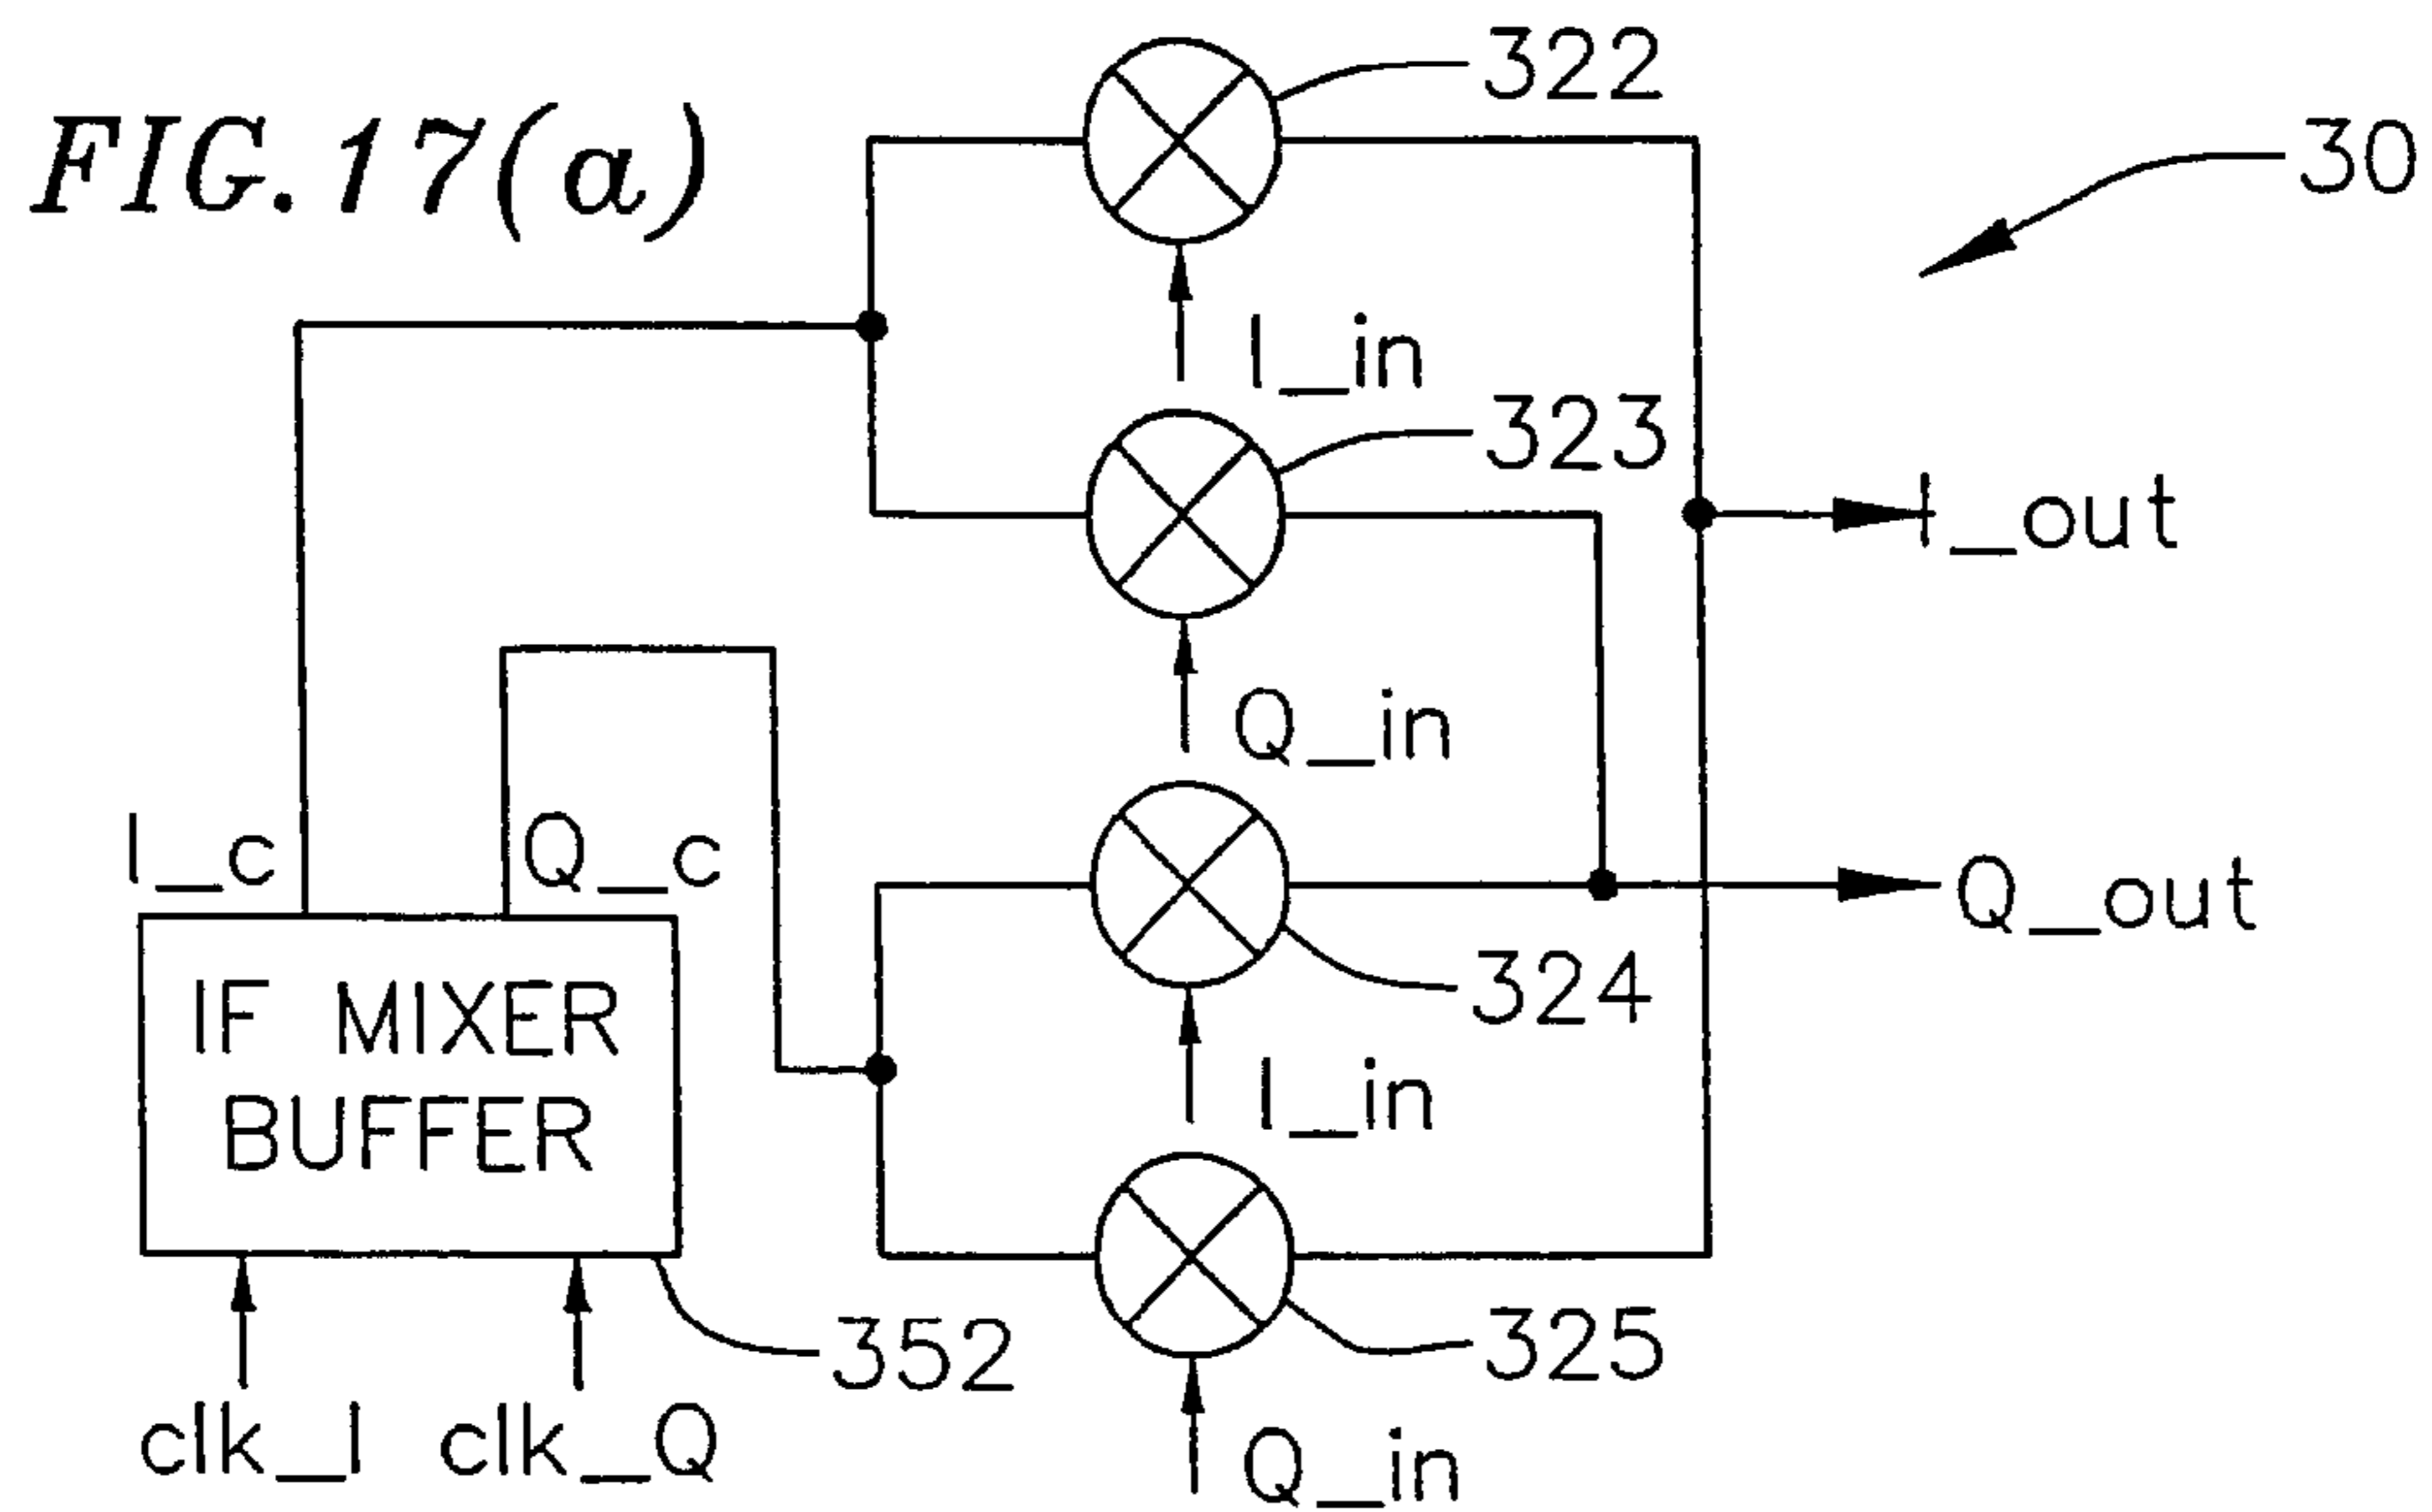 FIG. 17(a)
322
30
I_in
323
I_out
Q_in
I_c
Q_c
Q_out
IF MIXER
BUFFER
324
I_in
352
325
clk_I
clk_Q
Q_in